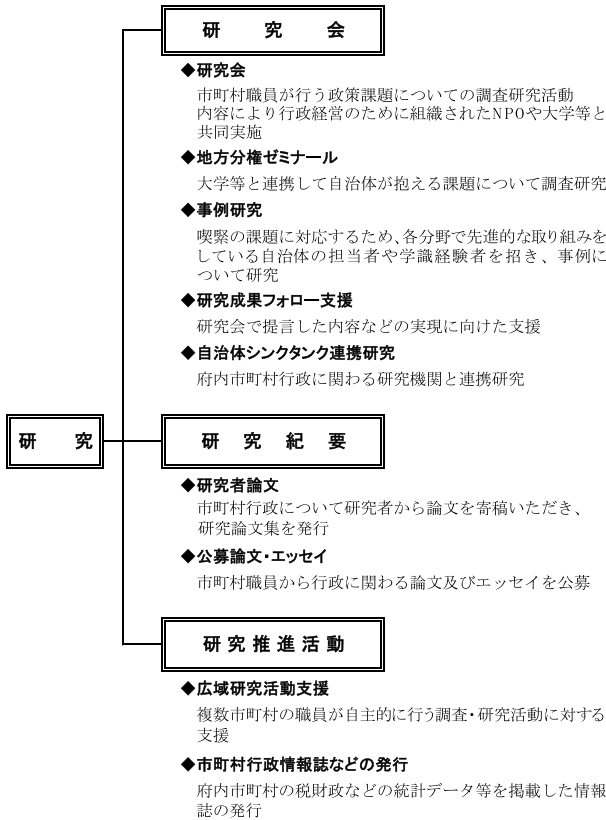 研究会
◆研究会
市町村職員が行う政策課題についての調査研究活動
内容により行政経営のために組織されたNPOや大学等と
共同実施
◆地方分権ゼミナール
大学等と連携して自治体が抱える課題について調査研究
◆事例研究
喫緊の課題に対応するため、各分野で先進的な取り組みを
している自治体の担当者や学識経験者を招き、事例に
ついて研究
◆研究成果フォロー支援
研究会で提言した内容などの実現に向けた支援
◆自治体シンクタンク連携研究
府内市町村行政に関わる研究機関と連携研究
研究
研究紀要
◆研究者論文
市町村行政について研究者から論文を寄稿いただき、
研究論文集を発行
◆公募論文・エッセイ
市町村職員から行政に関わる論文及びエッセイを公募
研究推進活動
◆広域研究活動支援
複数市町村の職員が自主的に行う調査・研究活動に対する
支援
◆市町村行政情報誌などの発行
府内市町村の税財政などの統計データ等を掲載した情報
誌の発行